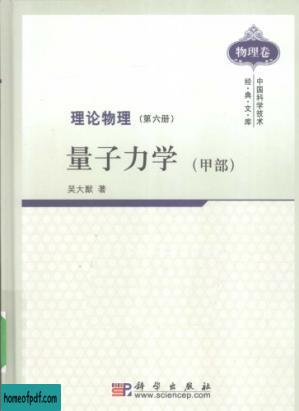 物理卷
中国科学技术
经·典·文·库
理论物理（第六册）
量子力学（甲部）
吴大猷 著
科学出版社
www.sciencep.com
homeofpdf.com